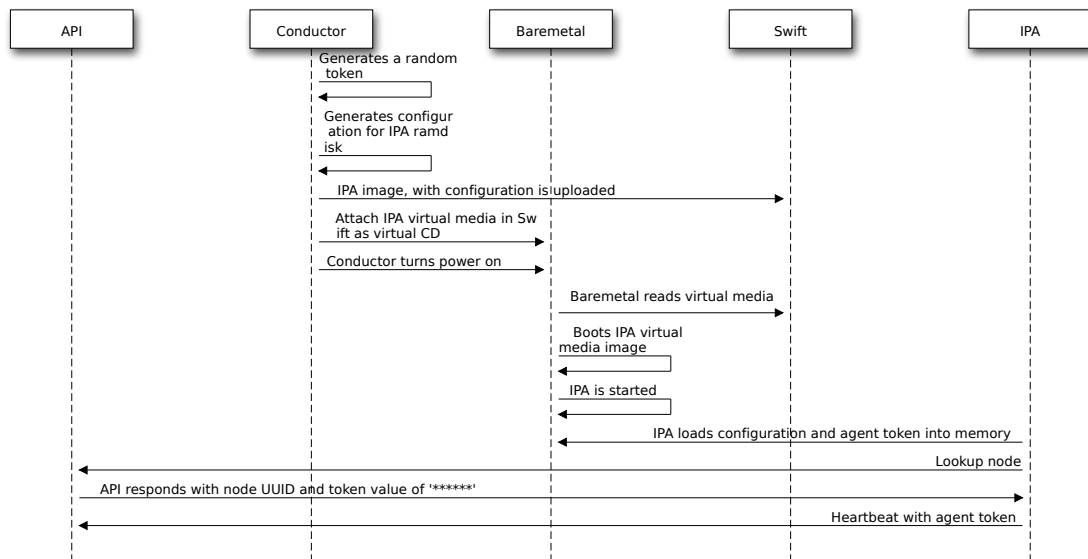 API
Conductor
Baremetal
Swift
IPA
Generates a random
token
Generates configur
ation for IPA ramd
isk
IPA image, with configuration is uploaded
Attach IPA virtual media in Sw
ift as virtual CD
Conductor turns power on
Baremetal reads virtual media
Boots IPA virtual
media image
IPA is started
IPA loads configuration and agent token into memory
Lookup node
API responds with node UUID and token value of '******'
Heartbeat with agent token